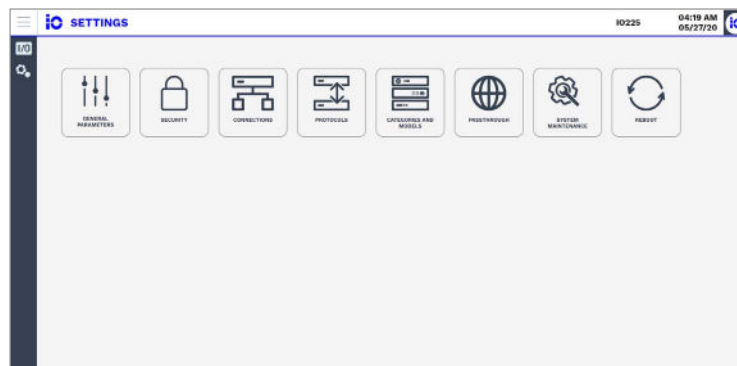 iO SETTINGS
IO225
04:19 AM
05/27/20
iO
I/O
GENERAL
PARAMETERS
SECURITY
CONNECTIONS
PROTOCOLS
CATEGORIES AND
MODELS
PASSTHROUGH
SYSTEM
MAINTENANCE
REBOOT